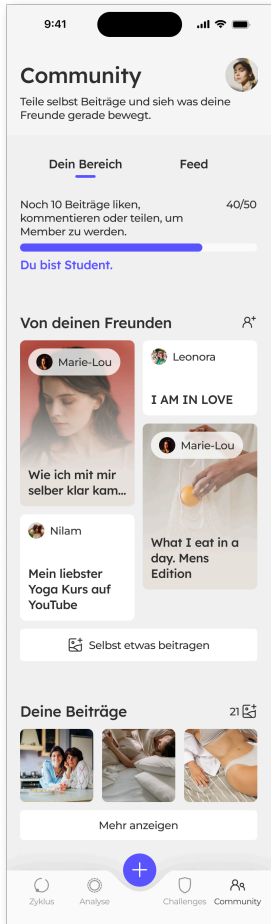 9:41
Community
Teile selbst Beiträge und sieh was deine
Freunde gerade bewegt.
Dein Bereich
Feed
Noch 10 Beiträge liken,
kommentieren oder teilen, um
Member zu werden.
40/50
Du bist Student.
Von deinen Freunden
Marie-Lou
Wie ich mit mir
selber klar kam...
Leonora
I AM IN LOVE
Marie-Lou
What I eat in a
day. Mens
Edition
Nilam
Mein liebster
Yoga Kurs auf
YouTube
Selbst etwas beitragen
Deine Beiträge
21
Mehr anzeigen
Zyklus
Analyse
Challenges
Community